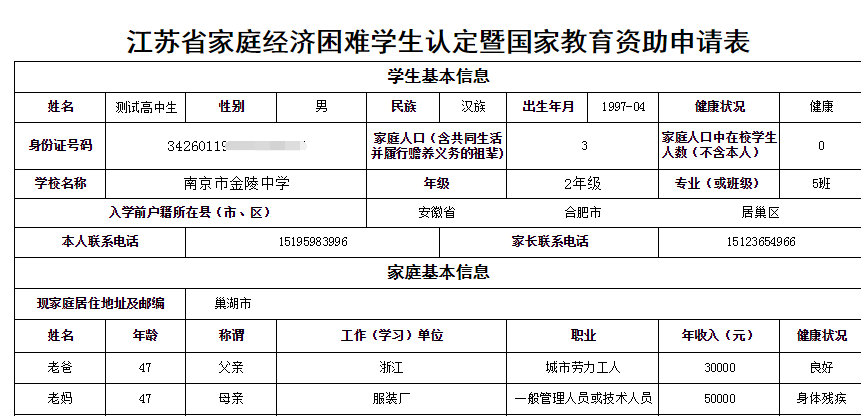 江苏省家庭经济困难学生认定暨国家教育资助申请表
学生基本信息
姓名 测试高中生 性别 男 民族 汉族 出生年月 1997-04 健康状况 健康
身份证号码 34260119 家庭人口（含共同生活并履行赡养义务的祖辈) 3 家庭人口中在校学生人数（不含本人） 0
学校名称 南京市金陵中学 年级 2年级 专业（或班级） 5班
入学前户籍所在县（市、区） 安徽省 合肥市 居巢区
本人联系电话 15195983996 家长联系电话 15123654966
家庭基本信息
现家庭居住地址及邮编 巢湖市
姓名 年龄 称谓 工作（学习）单位 职业 年收入（元） 健康状况
老爸 47 父亲 浙江 城市劳力工人 30000 良好
老妈 47 母亲 服装厂 一般管理人员或技术人员 50000 身体残疾